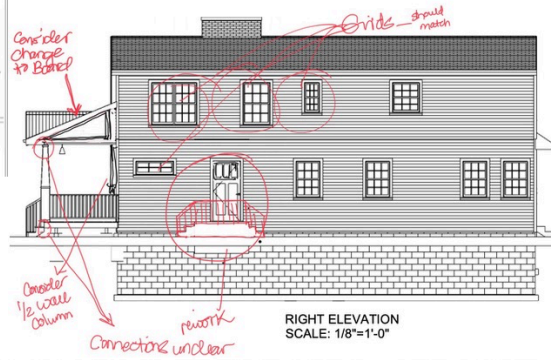 Grids should
match
Consider
Change
to Board
Consider
1/2 wall
Column
Connections unclear
rework
RIGHT ELEVATION
SCALE: 1/8"=1'-0"